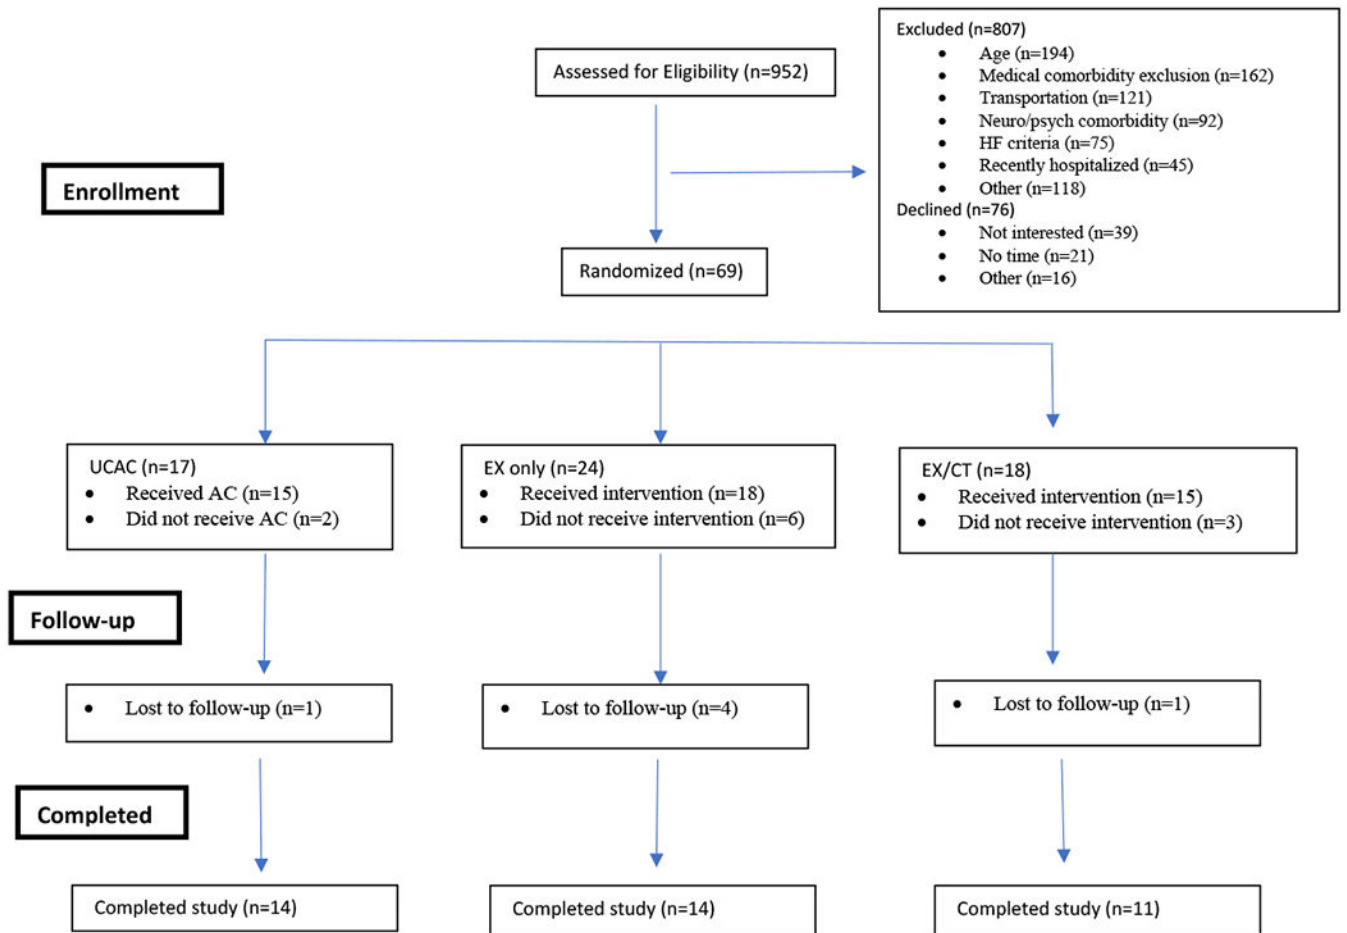 Assessed for Eligibility (n=952)
Excluded (n=807)
• Age (n=194)
• Medical comorbidity exclusion (n=162)
• Transportation (n=121)
• Neuro/psych comorbidity (n=92)
• HF criteria (n=75)
• Recently hospitalized (n=45)
• Other (n=118)
Declined (n=76)
• Not interested (n=39)
• No time (n=21)
• Other (n=16)
Enrollment
Randomized (n=69)
UCAC (n=17)
• Received AC (n=15)
• Did not receive AC (n=2)
EX only (n=24)
• Received intervention (n=18)
• Did not receive intervention (n=6)
EX/CT (n=18)
• Received intervention (n=15)
• Did not receive intervention (n=3)
Follow-up
• Lost to follow-up (n=1)
• Lost to follow-up (n=4)
• Lost to follow-up (n=1)
Completed
Completed study (n=14)
Completed study (n=14)
Completed study (n=11)